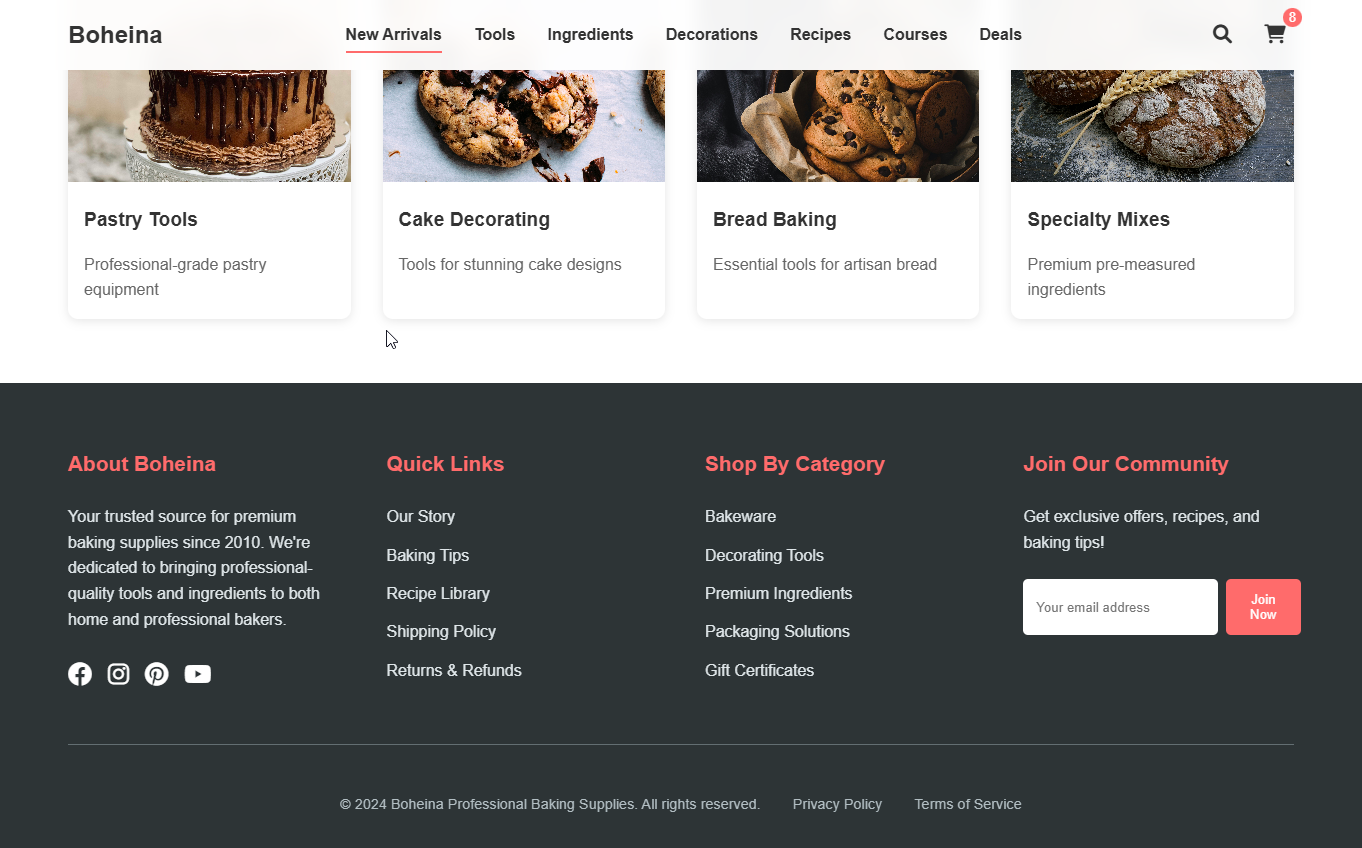 Boheina
New Arrivals
Tools
Ingredients
Decorations
Recipes
Courses
Deals
8
Pastry Tools
Professional-grade pastry
equipment
Cake Decorating
Tools for stunning cake designs
Bread Baking
Essential tools for artisan bread
Specialty Mixes
Premium pre-measured
ingredients
About Boheina
Your trusted source for premium
baking supplies since 2010. We're
dedicated to bringing professional-
quality tools and ingredients to both
home and professional bakers.
Quick Links
Our Story
Baking Tips
Recipe Library
Shipping Policy
Returns & Refunds
Shop By Category
Bakeware
Decorating Tools
Premium Ingredients
Packaging Solutions
Gift Certificates
Join Our Community
Get exclusive offers, recipes, and
baking tips!
Your email address
Join
Now
© 2024 Boheina Professional Baking Supplies. All rights reserved.
Privacy Policy
Terms of Service